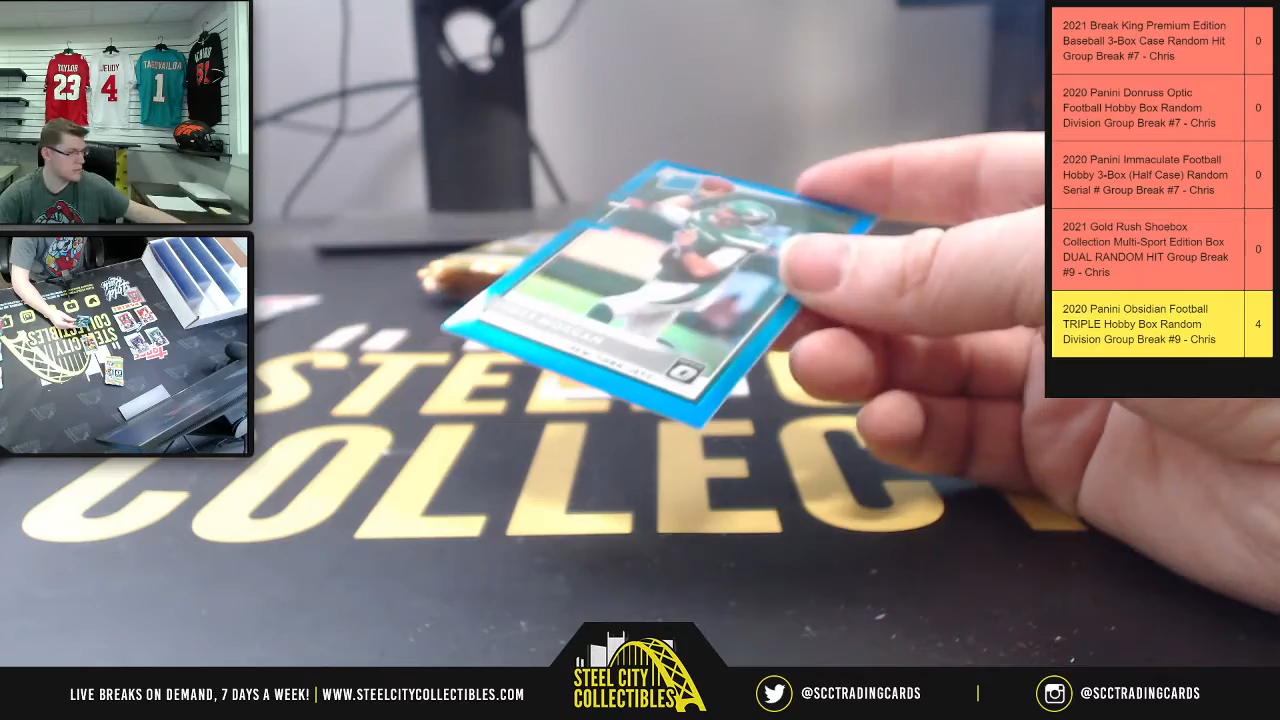 TAYLOR
23
JEUDY
4
TAGOVAILOA
1
2021 Break King Premium Edition
Baseball 3-Box Case Random Hit
Group Break #7 - Chris
0
2020 Panini Donruss Optic
Football Hobby Box Random
Division Group Break #7 - Chris
0
2020 Panini Immaculate Football
Hobby 3-Box (Half Case) Random
Serial # Group Break #7 - Chris
0
2021 Gold Rush Shoebox
Collection Multi-Sport Edition Box
DUAL RANDOM HIT Group Break
#9 - Chris
0
2020 Panini Obsidian Football
TRIPLE Hobby Box Random
Division Group Break #9 - Chris
4
STEEL
COLLECT
LIVE BREAKS ON DEMAND, 7 DAYS A WEEK! | WWW.STEELCITYCOLLECTIBLES.COM
STEEL CITY
COLLECTIBLES
@SCCTRADINGCARDS
@SCCTRADINGCARDS